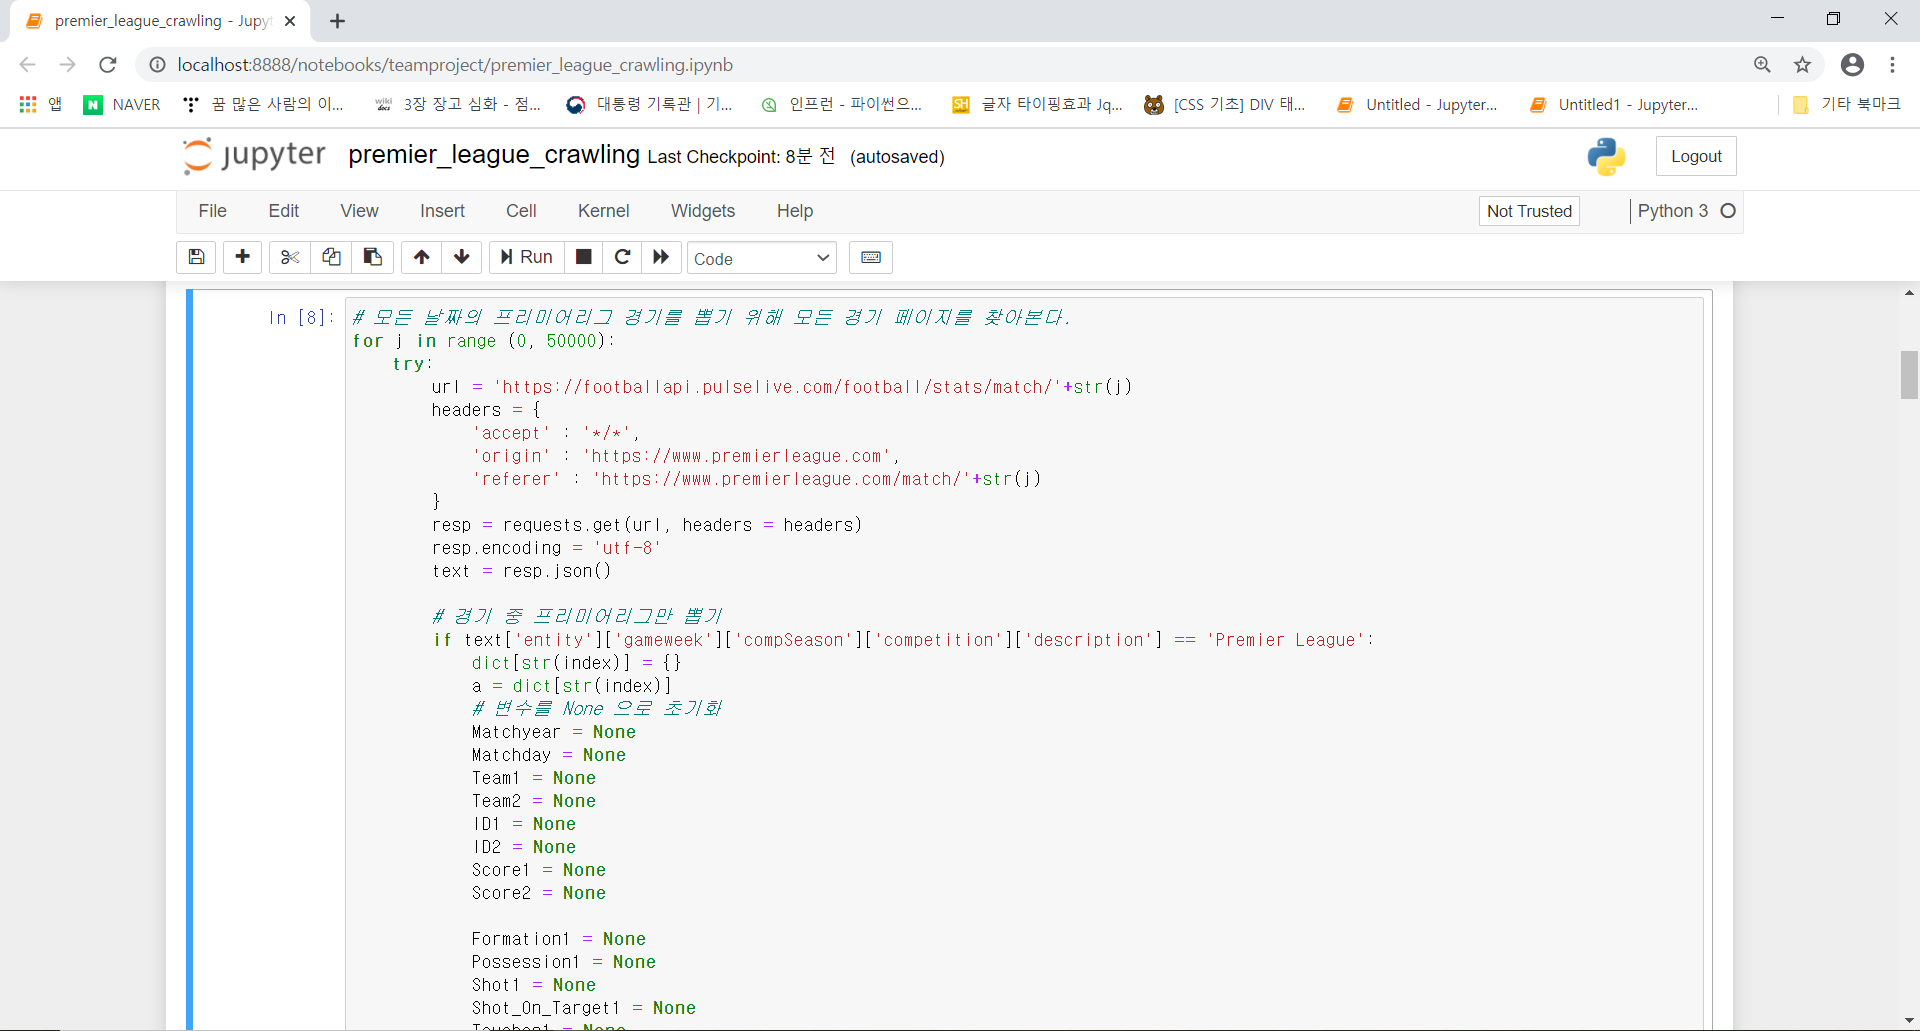 premier_league_crawling - Jupyt
localhost:8888/notebooks/teamproject/premier_league_crawling.ipynb
앱 NAVER 꿈 많은 사람의 이... 3장 장고 심화 - 점... 대통령 기록관 | 기... 인프런 - 파이썬으... 글자 타이핑효과 Jq... [CSS 기초] DIV 태... Untitled - Jupyter... Untitled1 - Jupyter... 기타 북마크
jupyter premier_league_crawling Last Checkpoint: 8분 전 (autosaved) Logout
File Edit View Insert Cell Kernel Widgets Help Not Trusted Python 3
Run Code
In [8]: # 모든 날짜의 프리미어리그 경기를 뽑기 위해 모든 경기 페이지를 찾아본다.
for j in range (0, 50000):
    try:
        url = 'https://footballapi.pulselive.com/football/stats/match/'+str(j)
        headers = {
            'accept' : '*/*',
            'origin' : 'https://www.premierleague.com',
            'referer' : 'https://www.premierleague.com/match/'+str(j)
        }
        resp = requests.get(url, headers = headers)
        resp.encoding = 'utf-8'
        text = resp.json()
        # 경기 중 프리미어리그만 뽑기
        if text['entity']['gameweek']['compSeason']['competition']['description'] == 'Premier League':
            dict[str(index)] = {}
            a = dict[str(index)]
            # 변수를 None 으로 초기화
            Matchyear = None
            Matchday = None
            Team1 = None
            Team2 = None
            ID1 = None
            ID2 = None
            Score1 = None
            Score2 = None
            Formation1 = None
            Possession1 = None
            Shot1 = None
            Shot_On_Target1 = None
            Touches1 = None